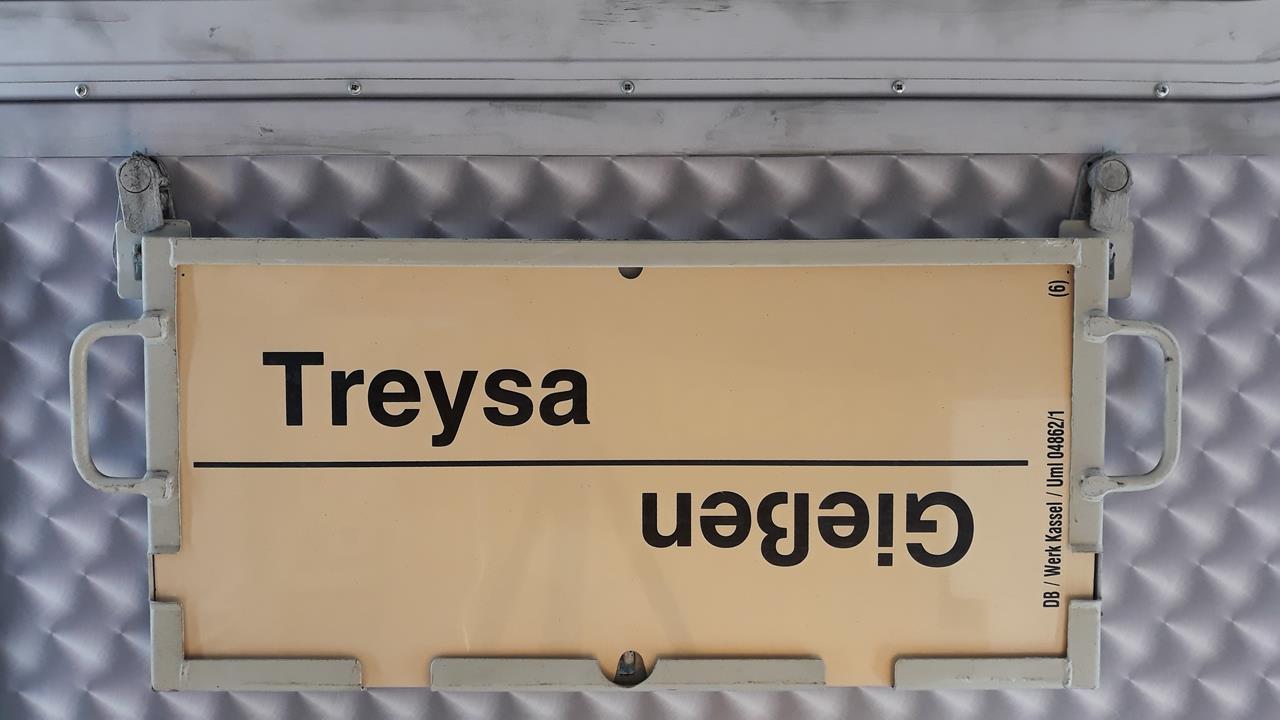 Treysa
Gießen
(6)
DB / Werk Kassel / Uml 04862/1